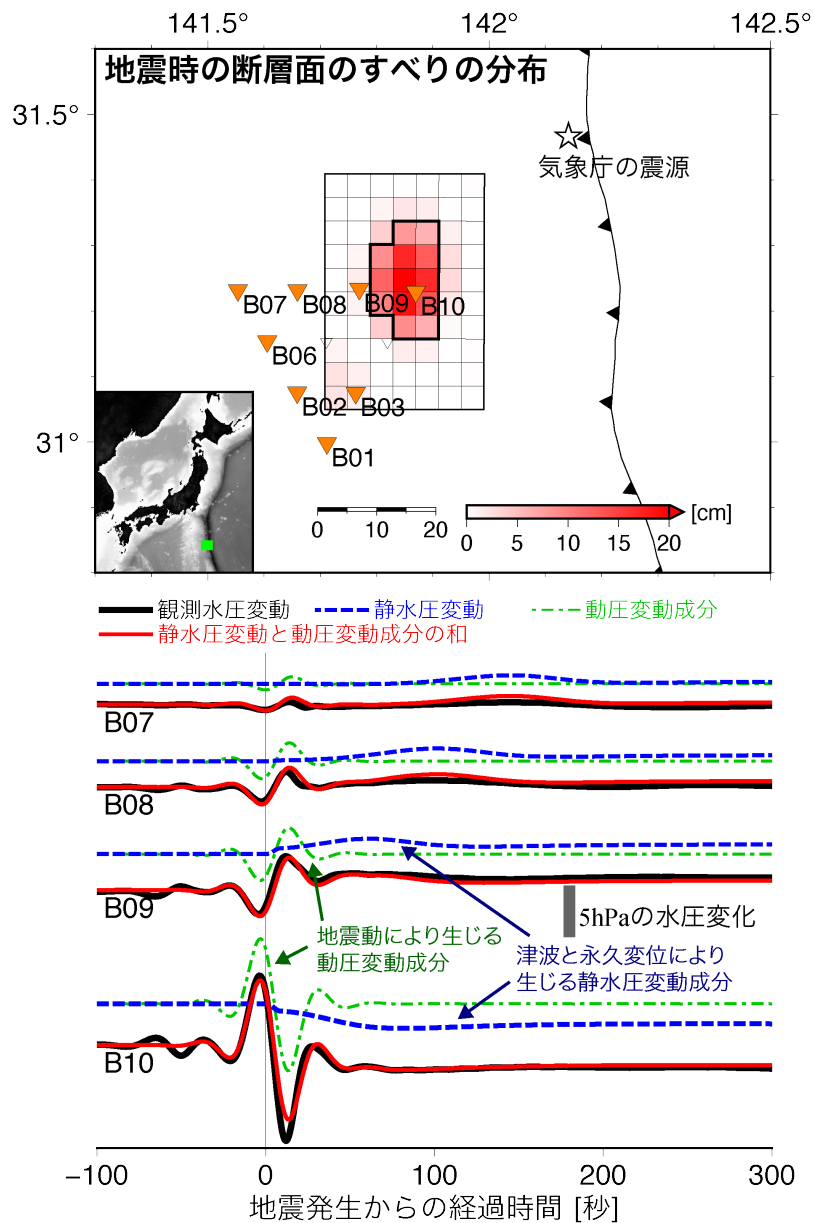 141.5° 142° 142.5°
地震時の断層面のすべりの分布
31.5°
気象庁の震源
B07 B08 B09 B10
B06
B02 B03
31°
B01
0 10 20
0 5 10 15 20 [cm]
観測水圧変動 静水圧変動 動圧変動成分
静水圧変動と動圧変動成分の和
B07
B08
B09
5hPaの水圧変化
地震動により生じる
動圧変動成分
津波と永久変位により
生じる静水圧変動成分
B10
−100 0 100 200 300
地震発生からの経過時間 [秒]